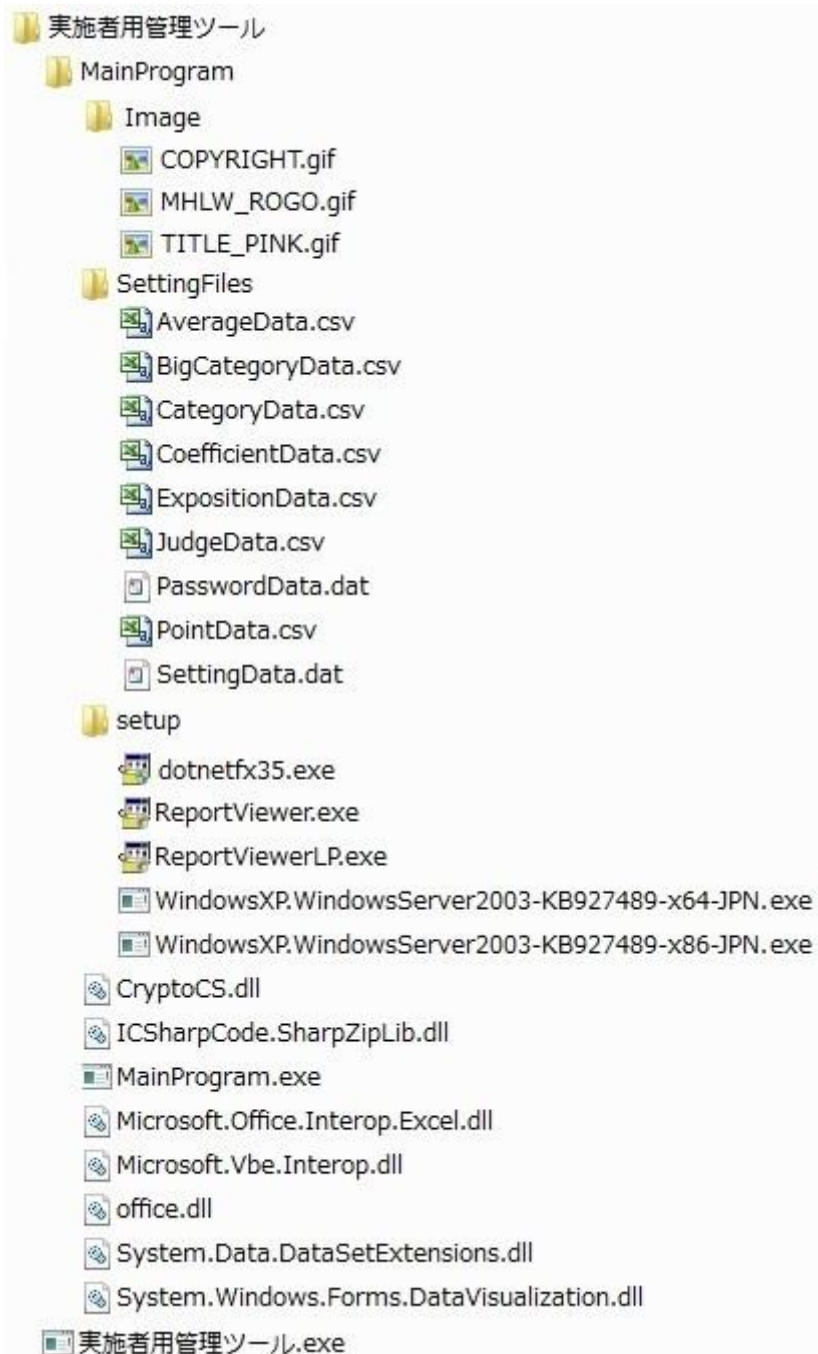 実施者用管理ツール
MainProgram
Image
COPYRIGHT.gif
MHLW_ROGO.gif
TITLE_PINK.gif
SettingFiles
AverageData.csv
BigCategoryData.csv
CategoryData.csv
CoefficientData.csv
ExpositionData.csv
JudgeData.csv
PasswordData.dat
PointData.csv
SettingData.dat
setup
dotnetfx35.exe
ReportViewer.exe
ReportViewerLP.exe
WindowsXP.WindowsServer2003-KB927489-x64-JPN.exe
WindowsXP.WindowsServer2003-KB927489-x86-JPN.exe
CryptoCS.dll
ICSharpCode.SharpZipLib.dll
MainProgram.exe
Microsoft.Office.Interop.Excel.dll
Microsoft.Vbe.Interop.dll
office.dll
System.Data.DataSetExtensions.dll
System.Windows.Forms.DataVisualization.dll
実施者用管理ツール.exe